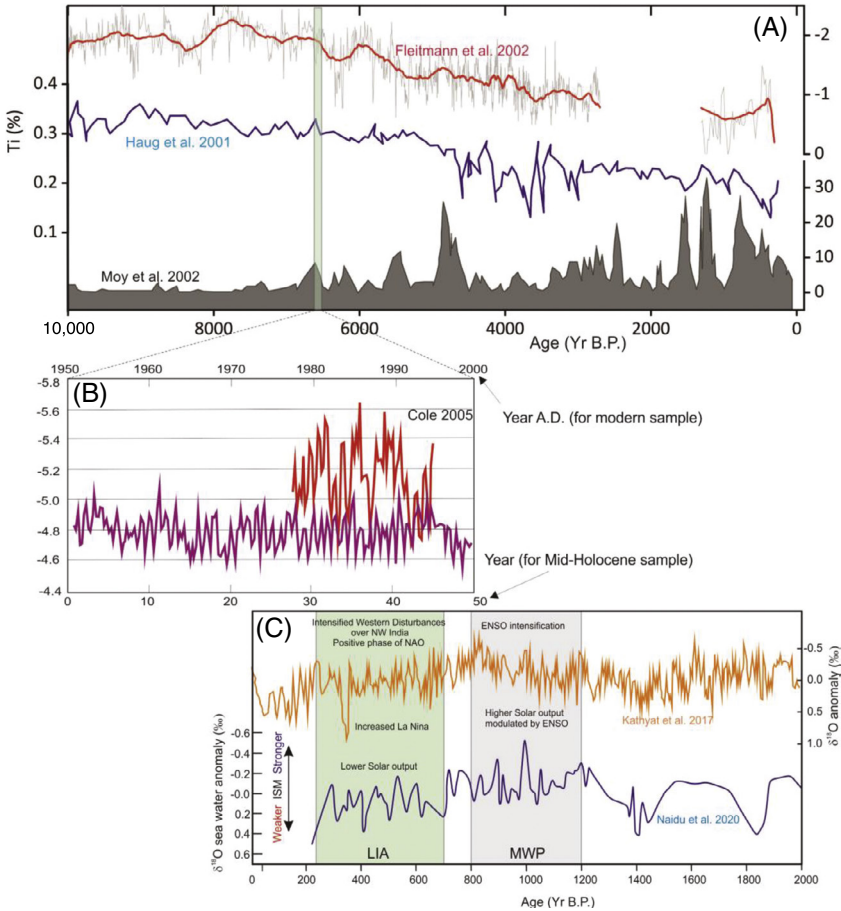 (A)
Fleitmann et al. 2002
-2
-1
0
0.4
0.3
0.2
0.1
Ti (%)
Haug et al. 2001
30
20
10
0
Moy et al. 2002
10,000 8000 6000 4000 2000 0
Age (Yr B.P.)
1950 1960 1970 1980 1990 2000
(B)
-5.8
-5.6
-5.4
-5.2
-5.0
-4.8
-4.6
-4.4
Cole 2005
Year A.D. (for modern sample)
Year (for Mid-Holocene sample)
0 10 20 30 40 50
(C)
Intensified Western Disturbances
over NW India
Positive phase of NAO
ENSO intensification
-0.5
0.0
0.5
1.0
δ¹⁸O anomaly (‰)
Kathyat et al. 2017
Increased La Nina
Higher Solar output
modulated by ENSO
Lower Solar output
-0.6
-0.4
-0.2
-0.0
0.2
0.4
0.6
δ¹⁸O sea water anomaly (‰)
Weaker ISM Stronger
Naidu et al. 2020
LIA
MWP
0 200 400 600 800 1000 1200 1400 1600 1800 2000
Age (Yr B.P.)